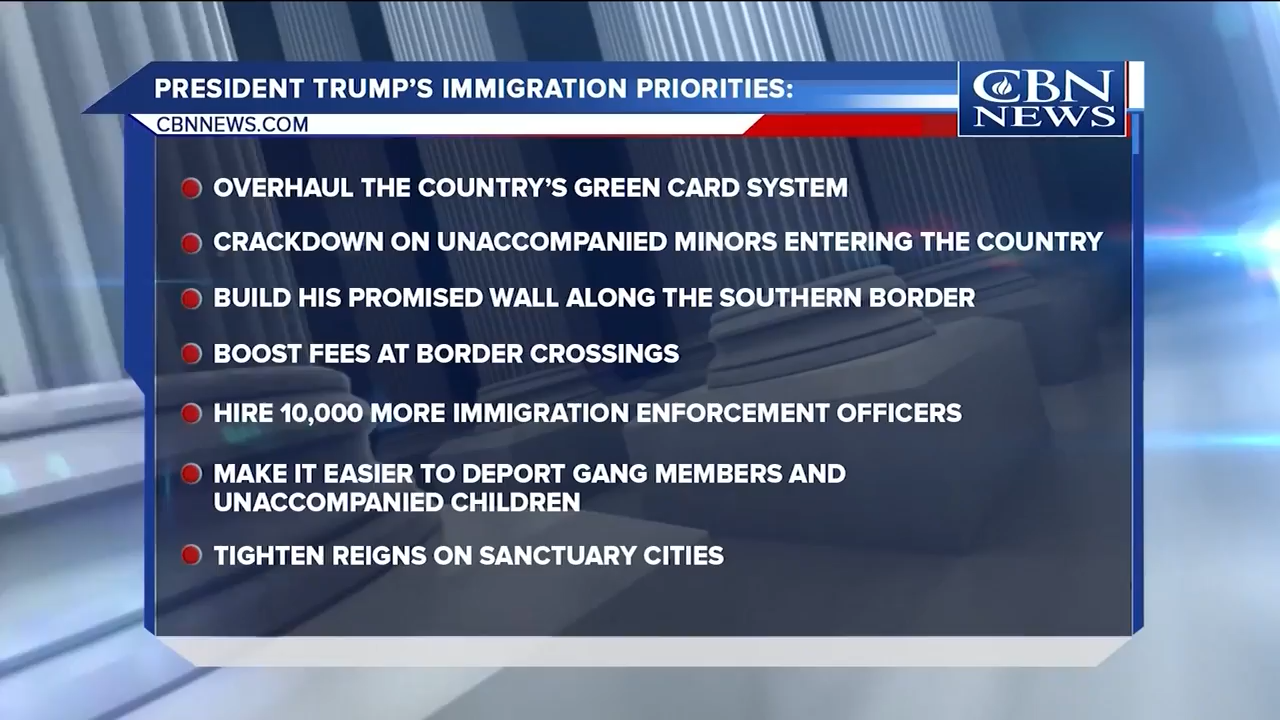 PRESIDENT TRUMP'S IMMIGRATION PRIORITIES:
CBN
NEWS
CBNNEWS.COM
OVERHAUL THE COUNTRY'S GREEN CARD SYSTEM
CRACKDOWN ON UNACCOMPANIED MINORS ENTERING THE COUNTRY
BUILD HIS PROMISED WALL ALONG THE SOUTHERN BORDER
BOOST FEES AT BORDER CROSSINGS
HIRE 10,000 MORE IMMIGRATION ENFORCEMENT OFFICERS
MAKE IT EASIER TO DEPORT GANG MEMBERS AND
UNACCOMPANIED CHILDREN
TIGHTEN REIGNS ON SANCTUARY CITIES